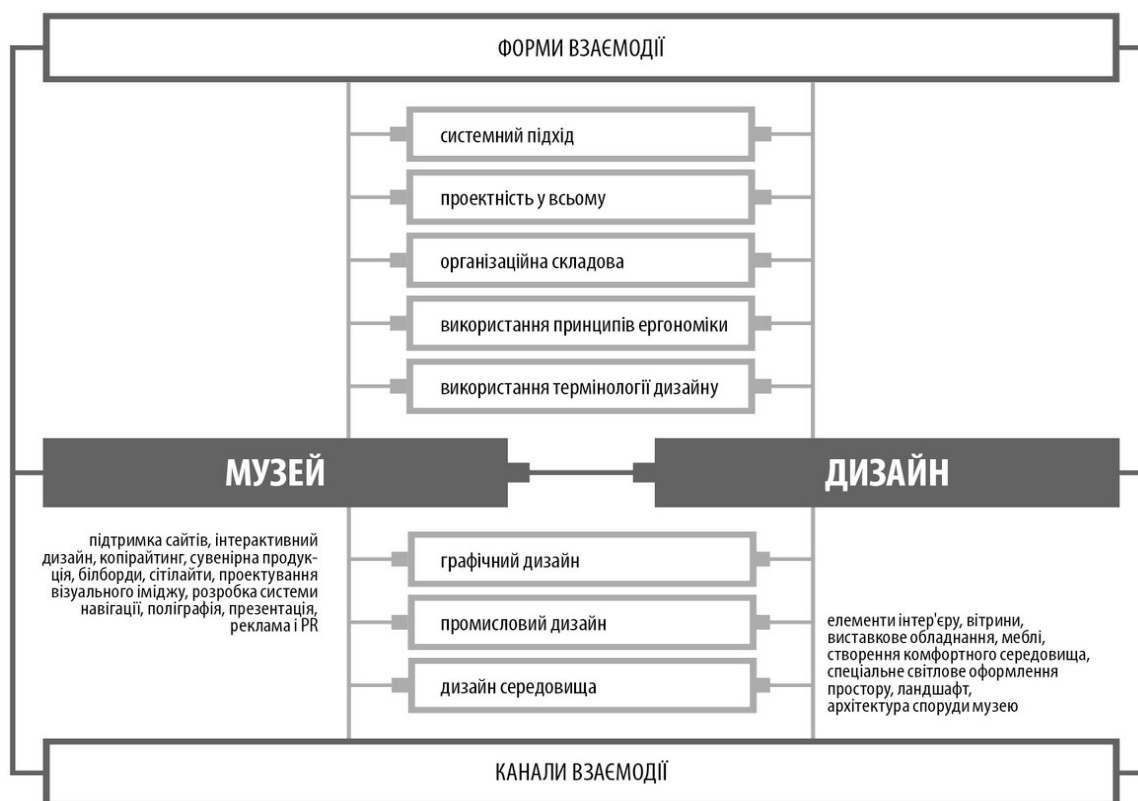 ФОРМИ ВЗАЄМОДІЇ
системний підхід
проектність у всьому
організаційна складова
використання принципів ергономіки
використання термінології дизайну
МУЗЕЙ
ДИЗАЙН
підтримка сайтів, інтерактивний
дизайн, копірайтинг, сувенірна продук-
ція, білборди, сітілайти, проектування
візуального іміджу, розробка системи
навігації, поліграфія, презентація,
реклама і PR
графічний дизайн
промисловий дизайн
дизайн середовища
елементи інтер'єру, вітрини,
виставкове обладнання, меблі,
створення комфортного середовища,
спеціальне світлове оформлення
простору, ландшафт,
архітектура споруди музею
КАНАЛИ ВЗАЄМОДІЇ